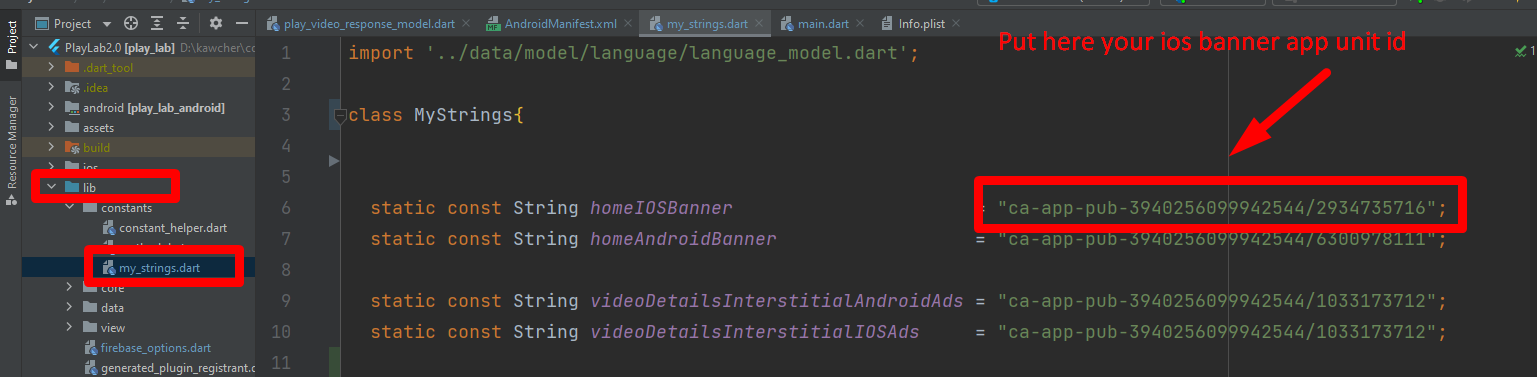 Project
play_video_response_model.dart
AndroidManifest.xml
my_strings.dart
main.dart
Info.plist
Project
Resource Manager
PlayLab2.0 [play_lab] D:\kawcher\cc
.dart_tool
.idea
android [play_lab_android]
assets
build
ios
lib
constants
constant_helper.dart
my_strings.dart
core
data
view
firebase_options.dart
generated_plugin_registrant.c
Put here your ios banner app unit id
1
1 import '../data/model/language/language_model.dart';
2
3 class MyStrings{
4
5
6 static const String homeIOSBanner = "ca-app-pub-3940256099942544/2934735716";
7 static const String homeAndroidBanner = "ca-app-pub-3940256099942544/6300978111";
8
9 static const String videoDetailsInterstitialAndroidAds = "ca-app-pub-3940256099942544/1033173712";
10 static const String videoDetailsInterstitialIOSAds = "ca-app-pub-3940256099942544/1033173712";
11